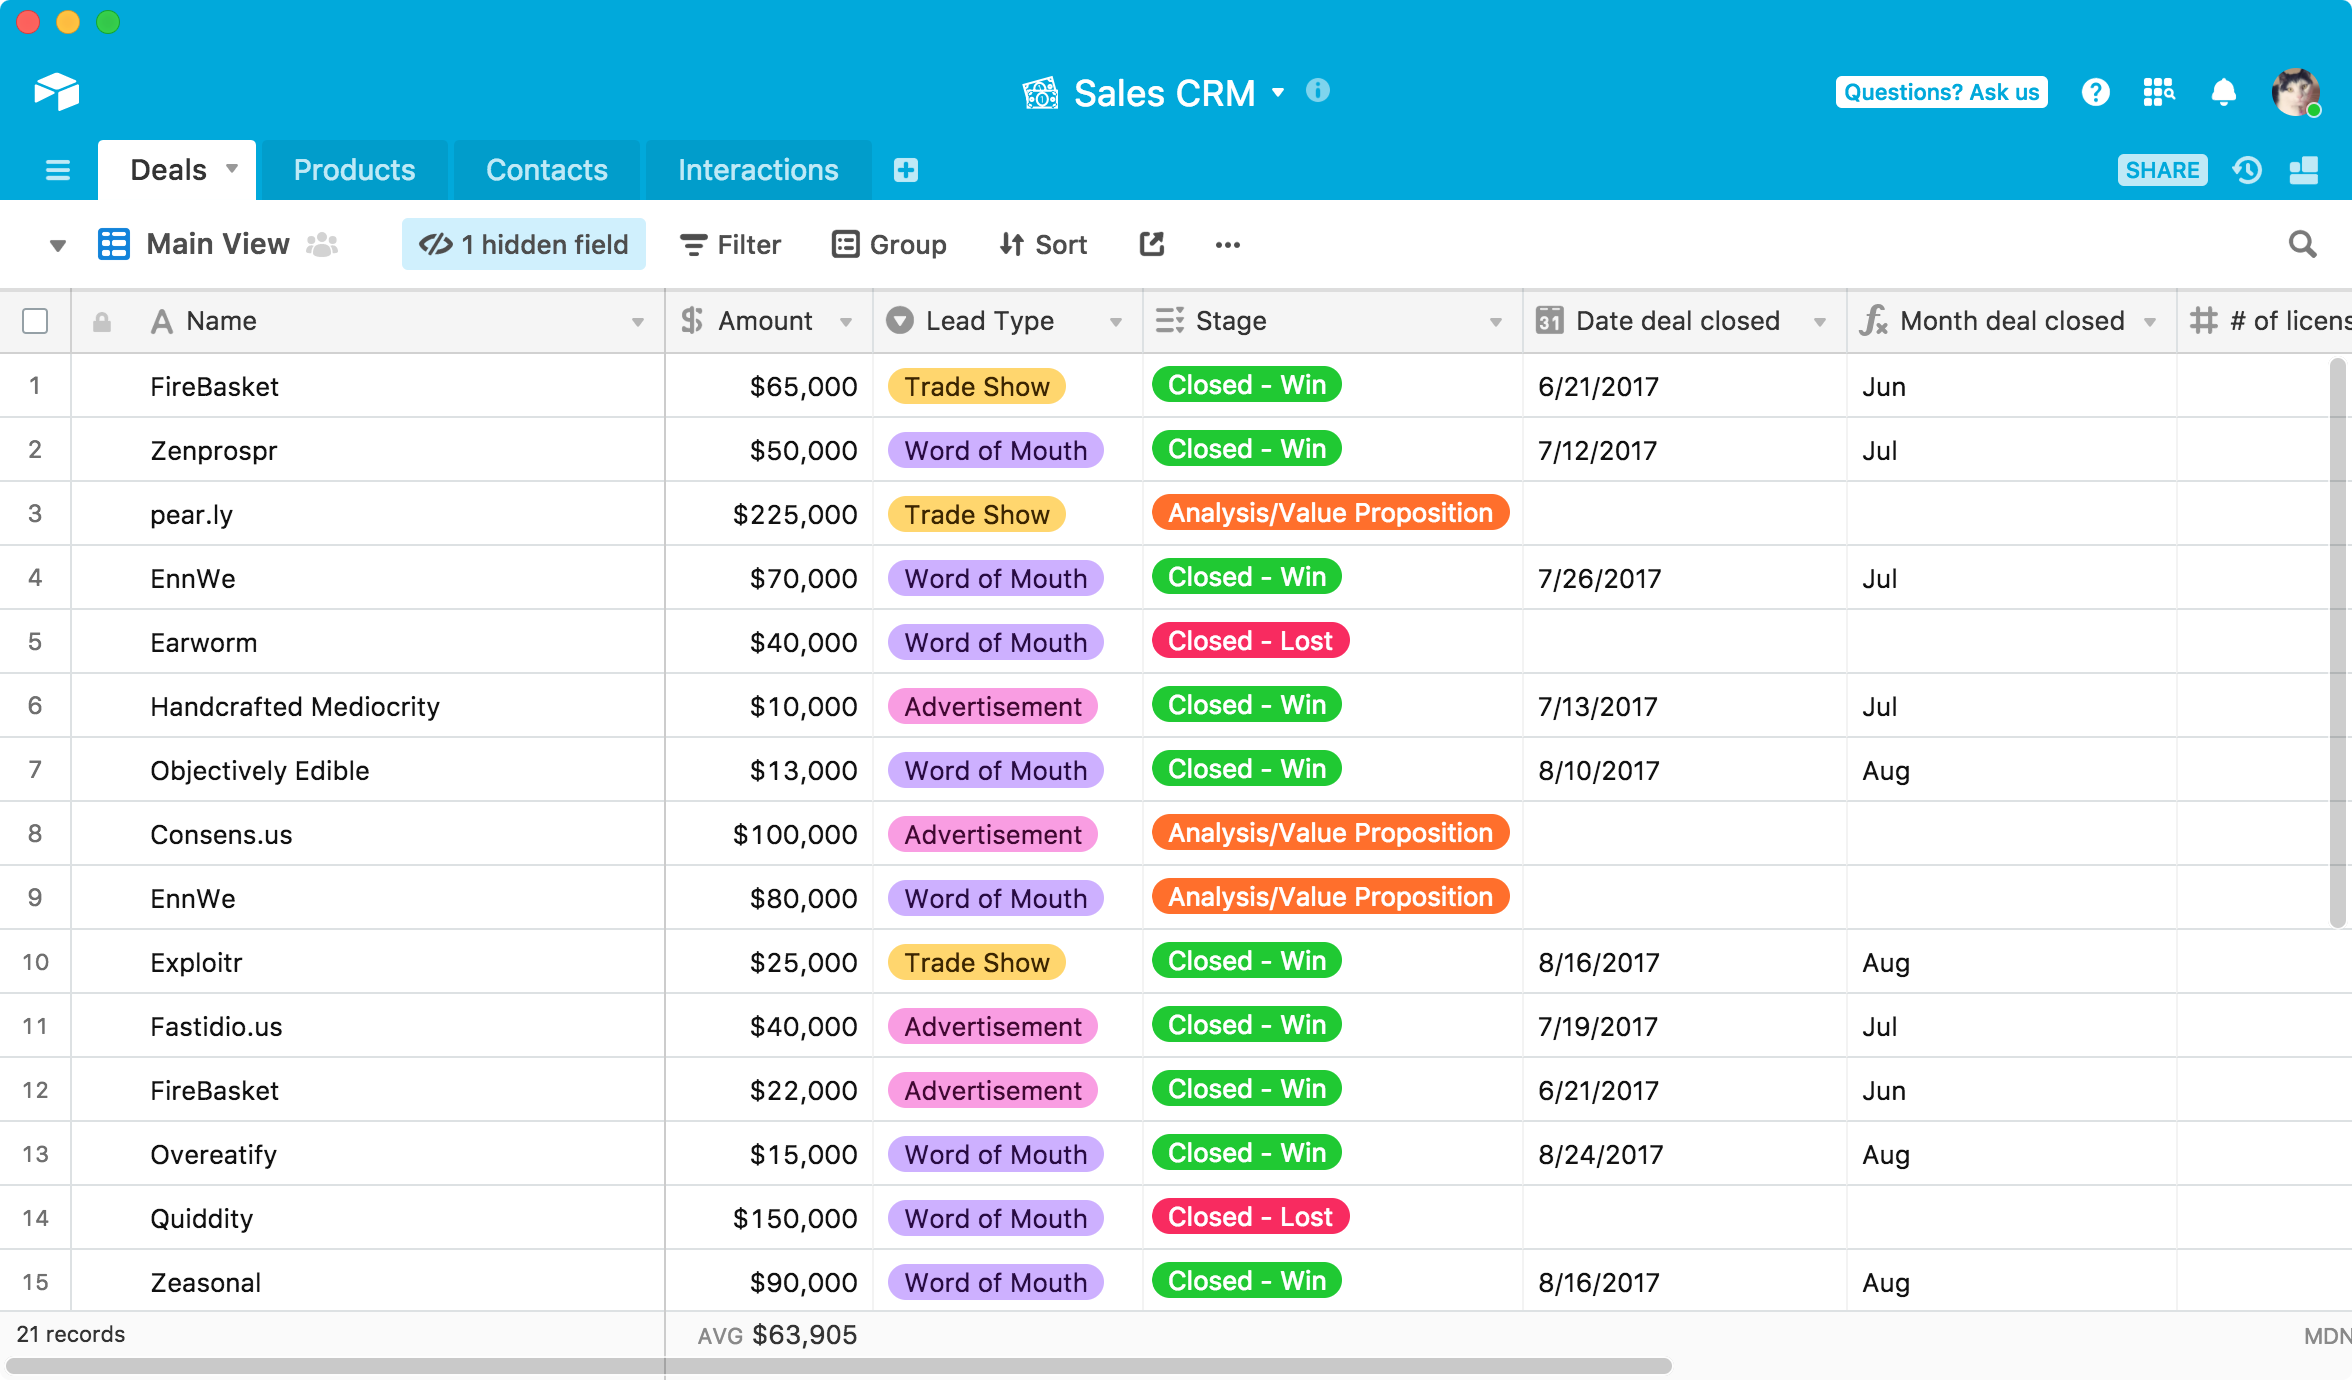 Sales CRM
Questions? Ask us
Deals Products Contacts Interactions
SHARE
Main View 1 hidden field Filter Group Sort
Name Amount Lead Type Stage 31 Date deal closed Month deal closed # of licens
1 FireBasket $65,000 Trade Show Closed - Win 6/21/2017 Jun
2 Zenprospr $50,000 Word of Mouth Closed - Win 7/12/2017 Jul
3 pear.ly $225,000 Trade Show Analysis/Value Proposition
4 EnnWe $70,000 Word of Mouth Closed - Win 7/26/2017 Jul
5 Earworm $40,000 Word of Mouth Closed - Lost
6 Handcrafted Mediocrity $10,000 Advertisement Closed - Win 7/13/2017 Jul
7 Objectively Edible $13,000 Word of Mouth Closed - Win 8/10/2017 Aug
8 Consens.us $100,000 Advertisement Analysis/Value Proposition
9 EnnWe $80,000 Word of Mouth Analysis/Value Proposition
10 Exploitr $25,000 Trade Show Closed - Win 8/16/2017 Aug
11 Fastidio.us $40,000 Advertisement Closed - Win 7/19/2017 Jul
12 FireBasket $22,000 Advertisement Closed - Win 6/21/2017 Jun
13 Overeatify $15,000 Word of Mouth Closed - Win 8/24/2017 Aug
14 Quiddity $150,000 Word of Mouth Closed - Lost
15 Zeasonal $90,000 Word of Mouth Closed - Win 8/16/2017 Aug
21 records AVG $63,905 MDN